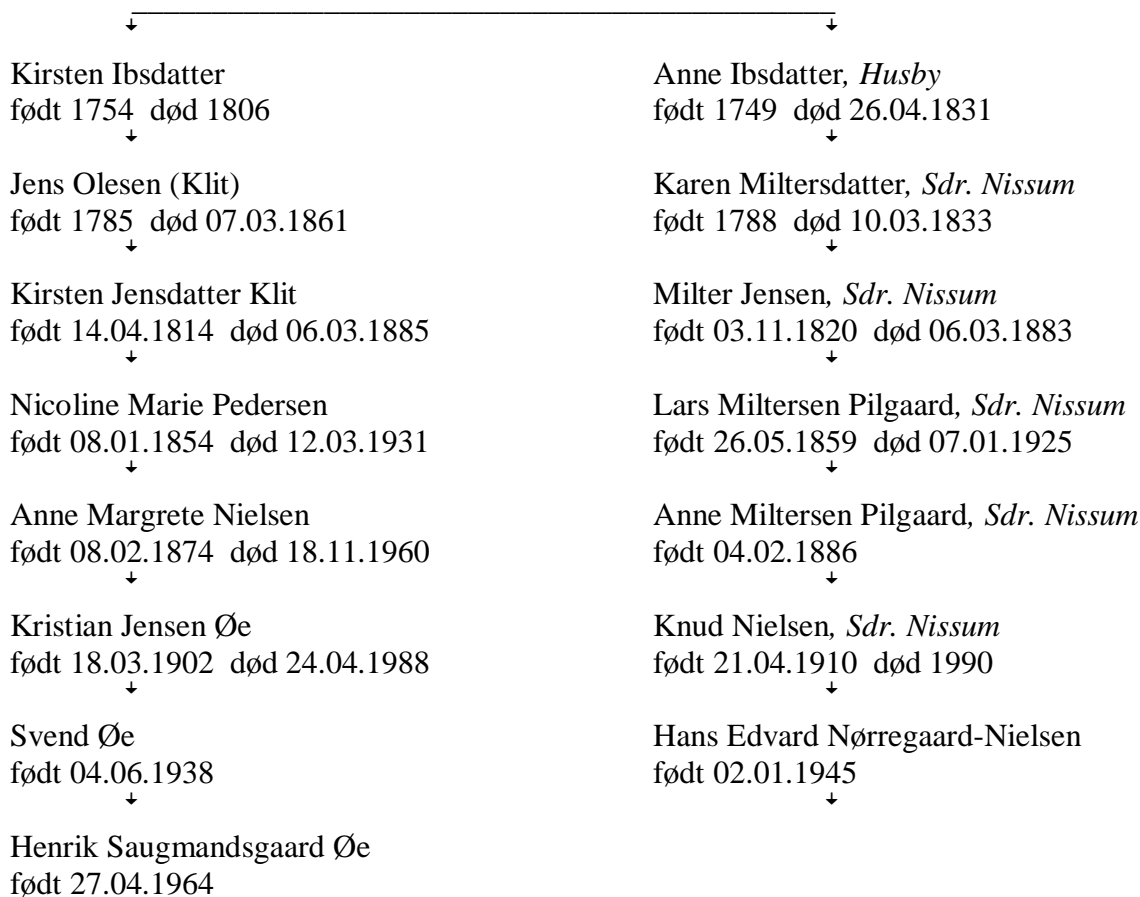 Kirsten Ibsdatter
født 1754 død 1806
Jens Olesen (Klit)
født 1785 død 07.03.1861
Kirsten Jensdatter Klit
født 14.04.1814 død 06.03.1885
Nicoline Marie Pedersen
født 08.01.1854 død 12.03.1931
Anne Margrete Nielsen
født 08.02.1874 død 18.11.1960
Kristian Jensen Øe
født 18.03.1902 død 24.04.1988
Svend Øe
født 04.06.1938
Henrik Saugmandsgaard Øe
født 27.04.1964
Anne Ibsdatter, Husby
født 1749 død 26.04.1831
Karen Miltersdatter, Sdr. Nissum
født 1788 død 10.03.1833
Milter Jensen, Sdr. Nissum
født 03.11.1820 død 06.03.1883
Lars Miltersen Pilgaard, Sdr. Nissum
født 26.05.1859 død 07.01.1925
Anne Miltersen Pilgaard, Sdr. Nissum
født 04.02.1886
Knud Nielsen, Sdr. Nissum
født 21.04.1910 død 1990
Hans Edvard Nørregaard-Nielsen
født 02.01.1945